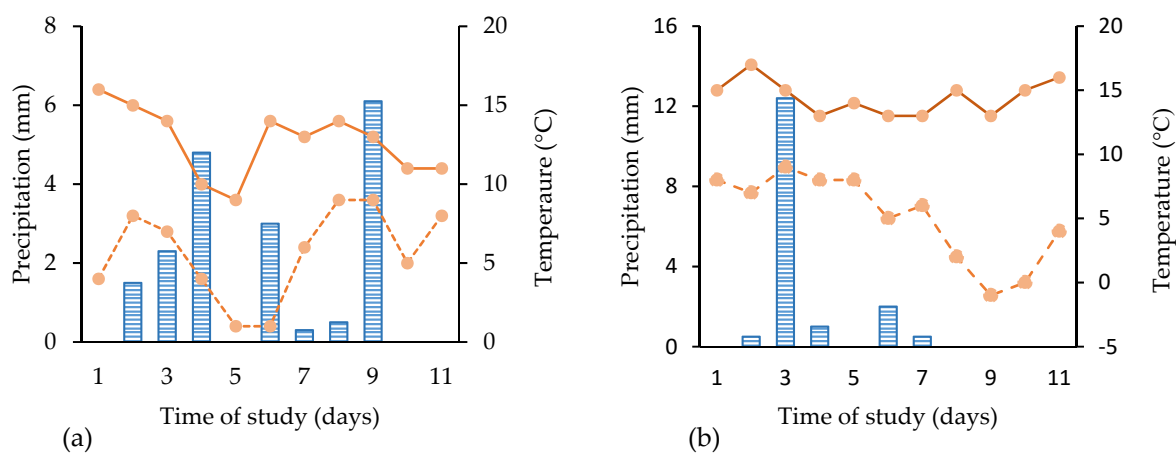 8
6
4
2
0
Precipitation (mm)
20
15
10
5
0
Temperaure (°C)
1 3 5 7 9 11
Time of study (days)
(a)
16
12
8
4
0
Precipitation (mm)
20
15
10
5
0
-5
Temperature (°C)
1 3 5 7 9 11
Time of study (days)
(b)